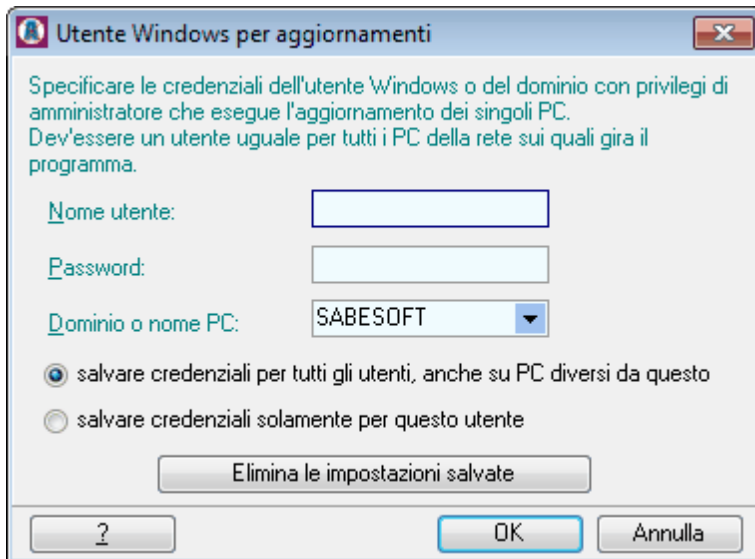 Utente Windows per aggiornamenti
Specificare le credenziali dell'utente Windows o del dominio con privilegi di
amministratore che esegue l'aggiornamento dei singoli PC.
Dev'essere un utente uguale per tutti i PC della rete sui quali gira il
programma.
Nome utente:
Password:
Dominio o nome PC:
SABESOFT
salvare credenziali per tutti gli utenti, anche su PC diversi da questo
salvare credenziali solamente per questo utente
Elimina le impostazioni salvate
?
OK
Annulla